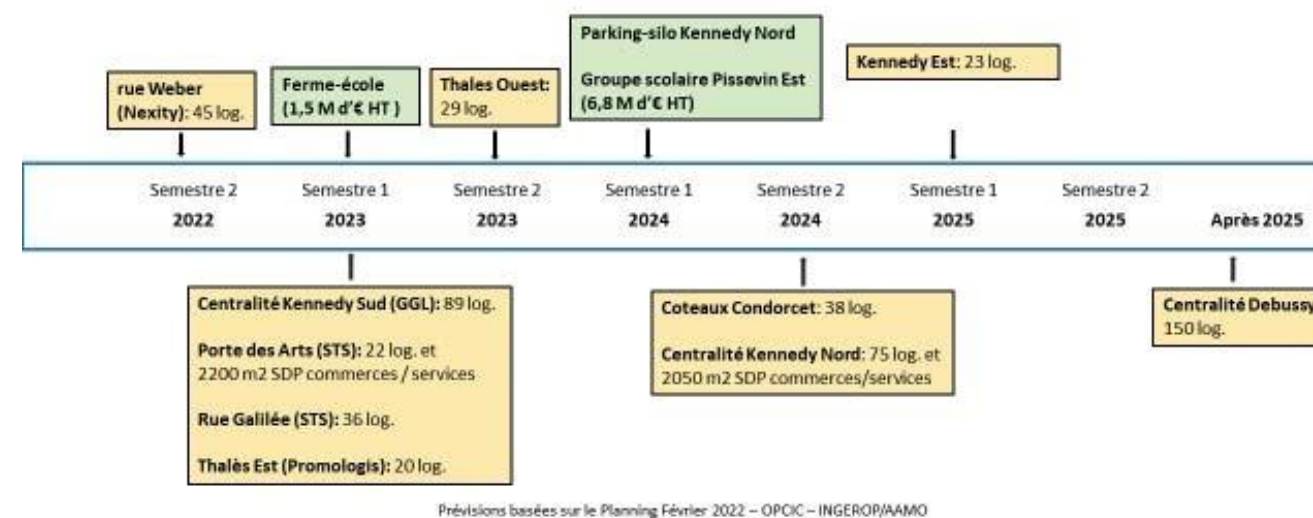 rue Weber
(Nexity): 45 log.
Ferme-école
(1,5 M d'€ HT )
Thales Ouest:
29 log.
Parking-silo Kennedy Nord
Groupe scolaire Pissevin Est
(6,8 M d'€ HT)
Kennedy Est: 23 log.
Semestre 2
2022
Semestre 1
2023
Semestre 2
2023
Semestre 1
2024
Semestre 2
2024
Semestre 1
2025
Semestre 2
2025
Après 2025
Centralité Kennedy Sud (GGL): 89 log.
Porte des Arts (STS): 22 log. et
2200 m2 SDP commerces / services
Rue Galilée (STS): 36 log.
Thalès Est (Promologis): 20 log.
Coteaux Condorcet: 38 log.
Centralité Kennedy Nord: 75 log. et
2050 m2 SDP commerces/services
Centralité Debussy
150 log.
Prévisions basées sur le Planning Février 2022 – OPCIC – INGEROP/AAMO